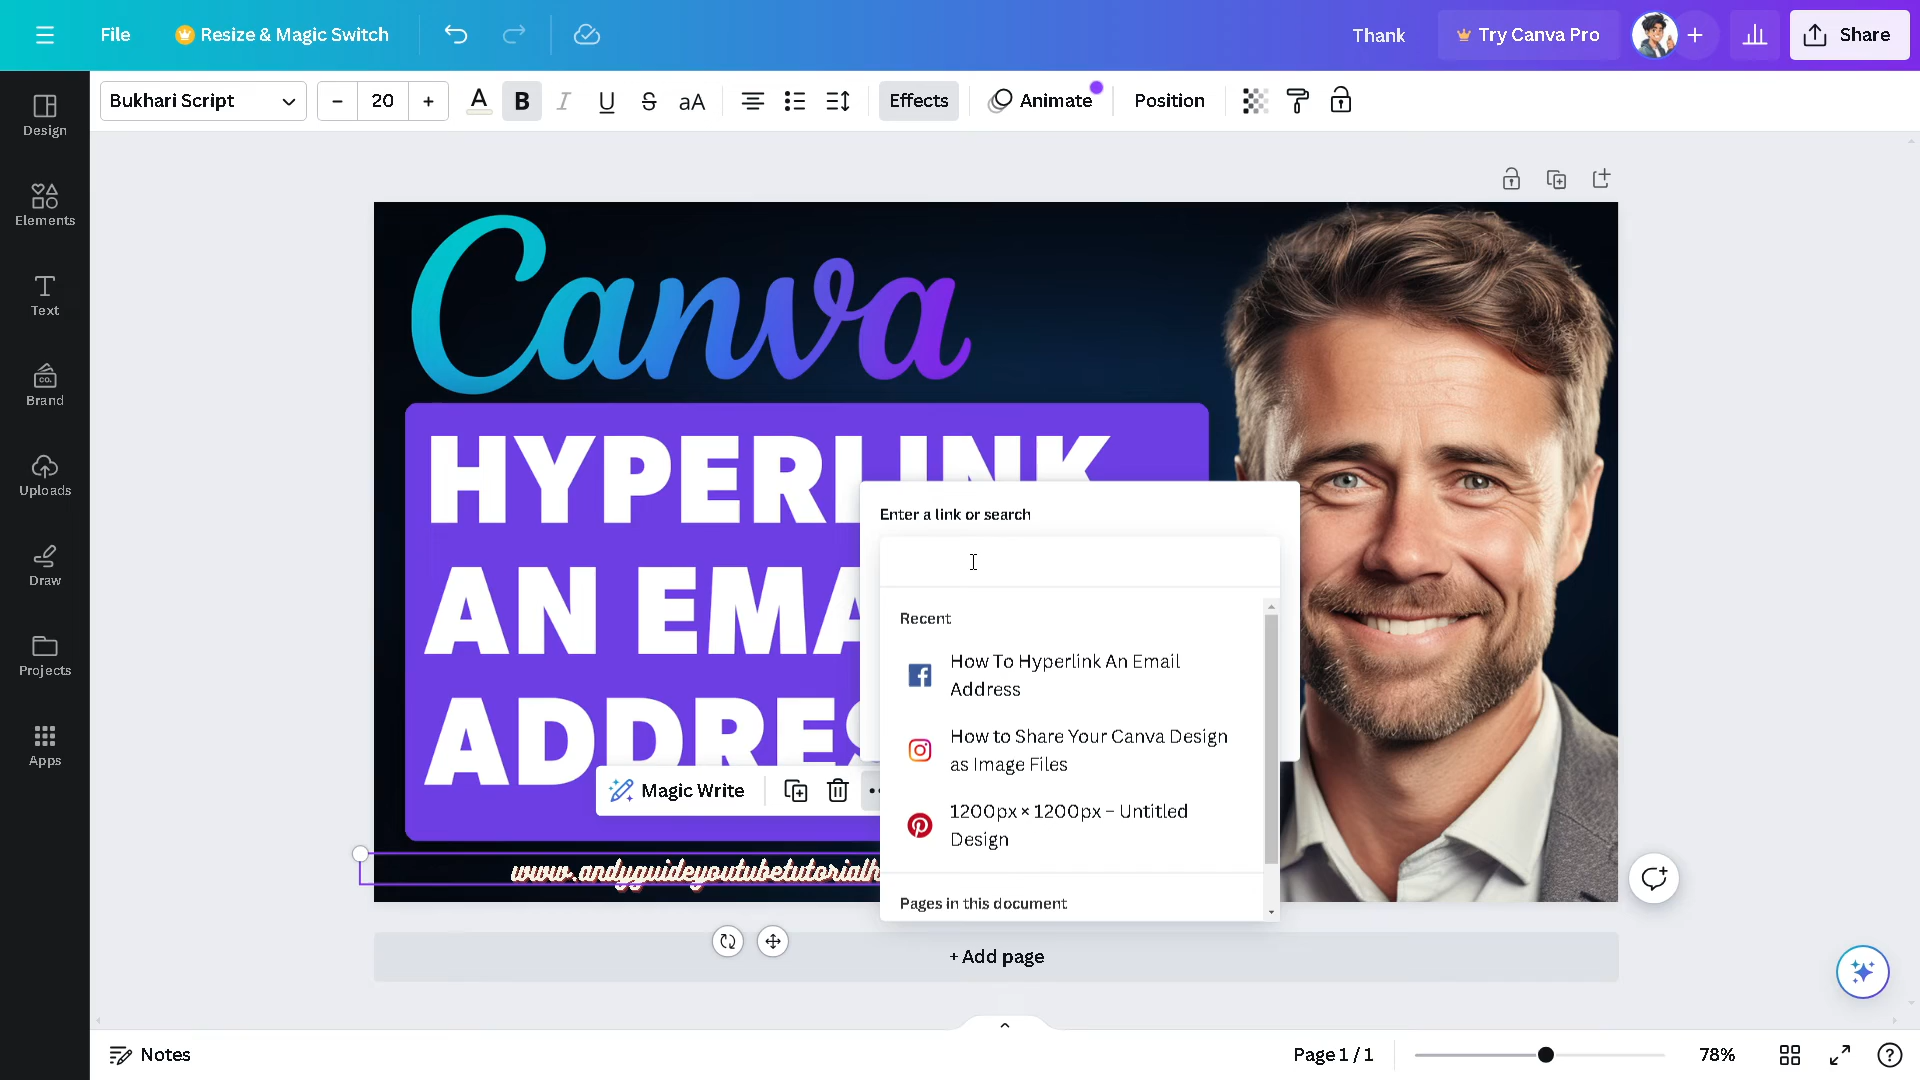 File
Resize & Magic Switch
Thank
Try Canva Pro
Share
Bukhari Script
20
A
B
I
U
S
aA
Effects
Animate
Position
Design
Elements
Text
Brand
Uploads
Draw
Projects
Apps
Canva
HYPERLINK
AN EMA
ADDRES
Enter a link or search
Recent
How To Hyperlink An Email
Address
How to Share Your Canva Design
as Image Files
1200px × 1200px – Untitled
Design
Pages in this document
Magic Write
www.andyguideyoutubetutorialh
+ Add page
Notes
Page 1 / 1
78%